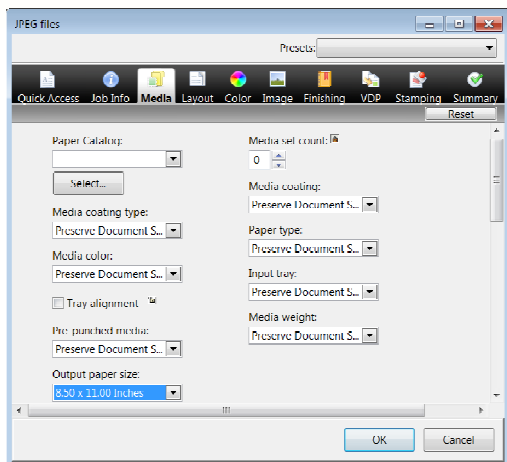 JPEG files
Presets:
Quick Access Job Info Media Layout Color Image Finishing VDP Stamping Summary
Reset
Paper Catalog:
Select...
Media coating type:
Preserve Document S...
Media color:
Preserve Document S...
Tray alignment
Pre-punched media:
Preserve Document S...
Output paper size:
8.50 x 11.00 Inches
Media set count:
0
Media coating:
Preserve Document S...
Paper type:
Preserve Document S...
Input tray:
Preserve Document S...
Media weight:
Preserve Document S...
OK Cancel